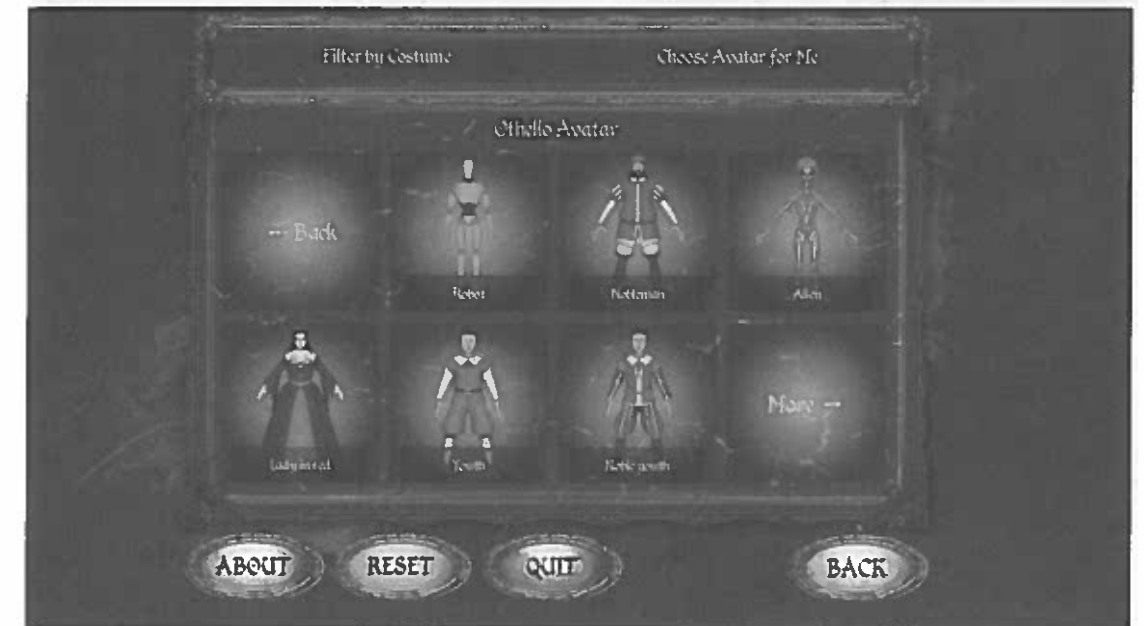 Filter by Costume
Choose Avatar for Me
Othello Avatar
← Back
Robot
Nobleman
Alien
Lady in red
Youth
Noble youth
More →
ABOUT
RESET
QUIT
BACK